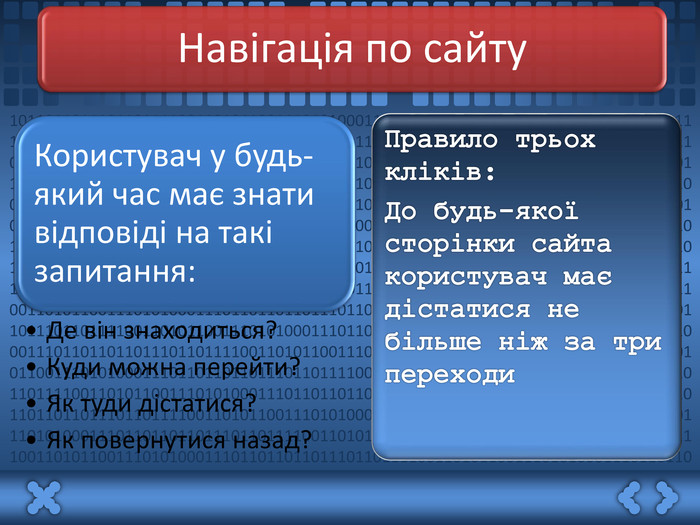 Навігація по сайту
Користувач у будь-
який час має знати
відповіді на такі
запитання:
• Де він знаходиться?
• Куди можна перейти?
• Як туди дістатися?
• Як повернутися назад?
Правило трьох
кліків:
До будь-якої
сторінки сайта
користувач має
дістатися не
більше ніж за три
переходи